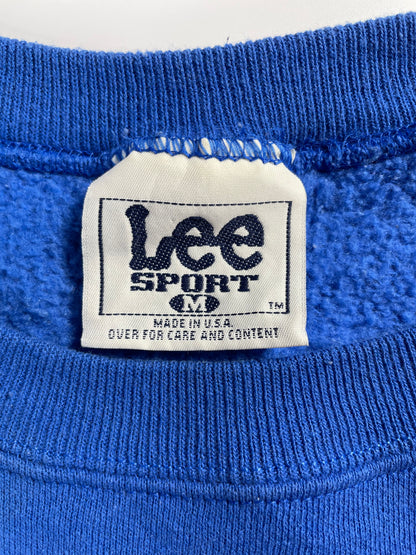 Lee
SPORT
M
TM
MADE IN U.S.A.
OVER FOR CARE AND CONTENT